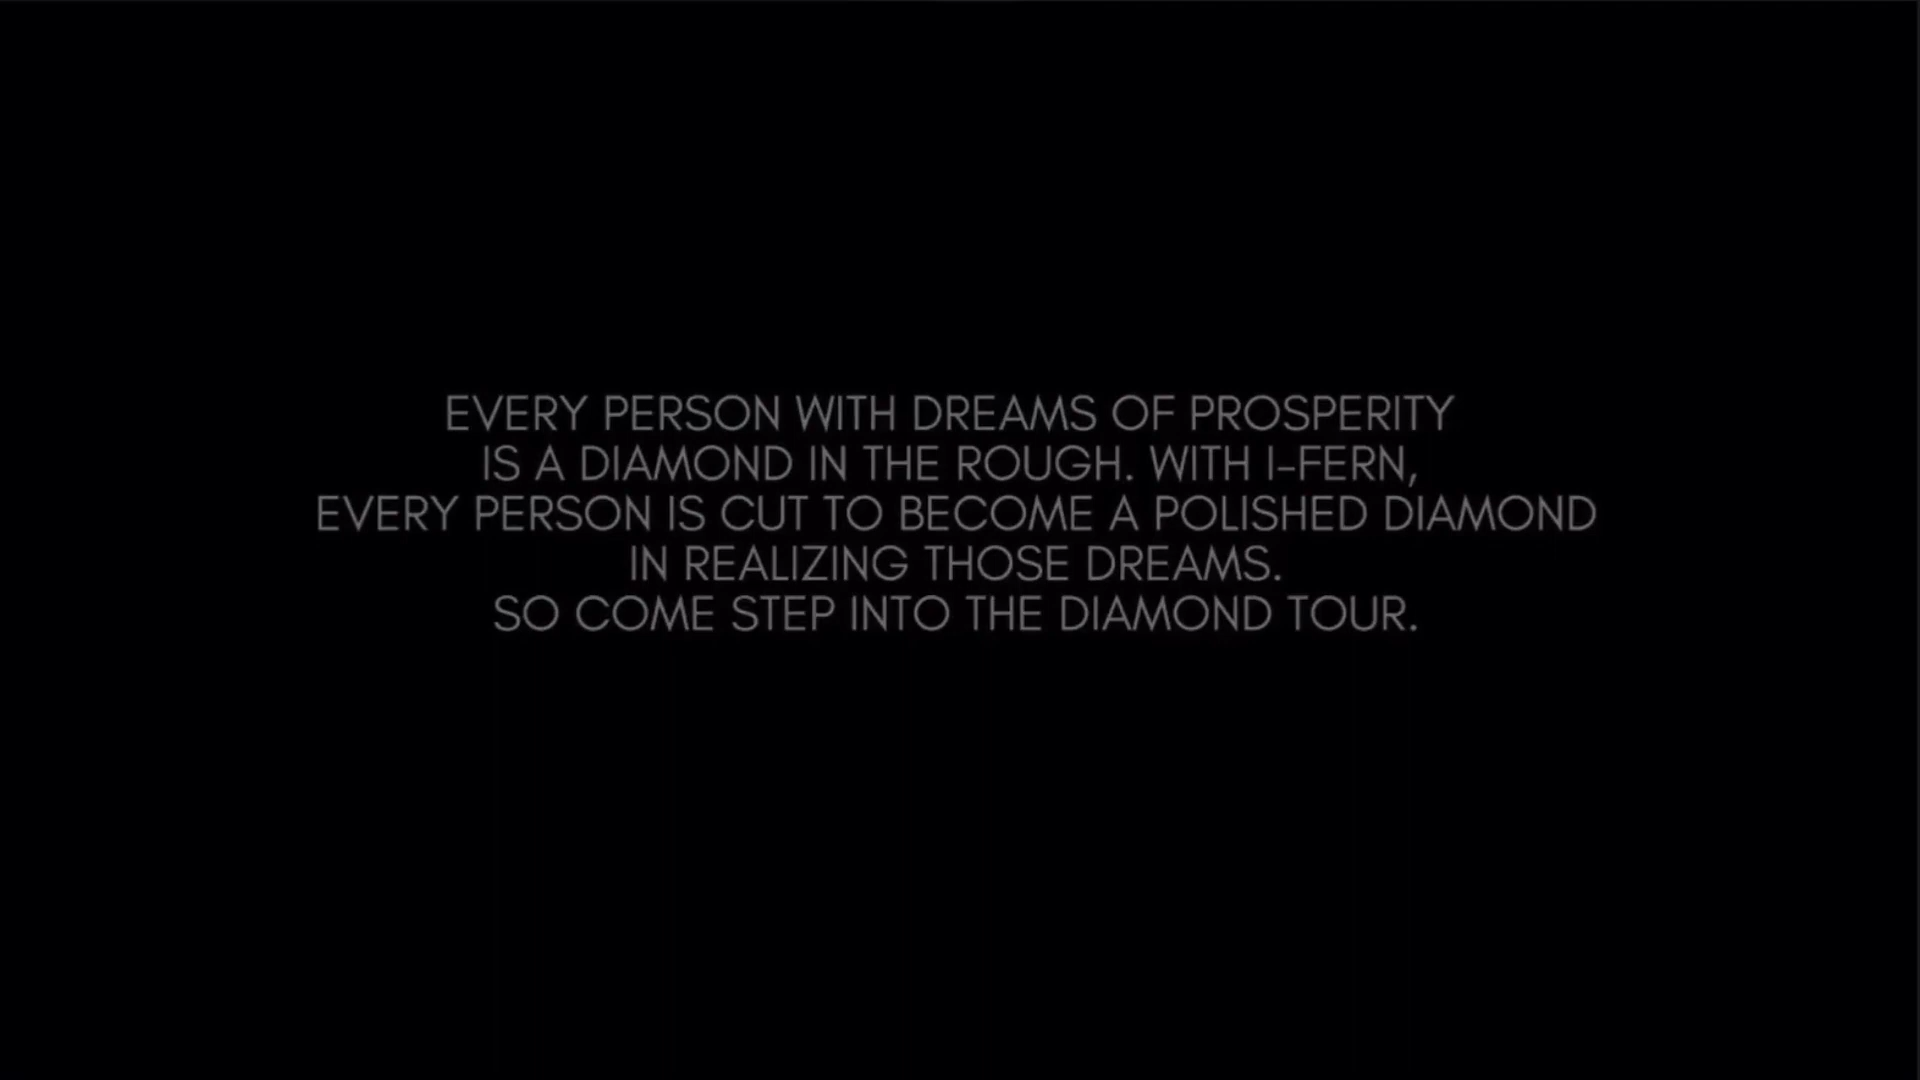 EVERY PERSON WITH DREAMS OF PROSPERITY
IS A DIAMOND IN THE ROUGH. WITH I-FERN,
EVERY PERSON IS CUT TO BECOME A POLISHED DIAMOND
IN REALIZING THOSE DREAMS.
SO COME STEP INTO THE DIAMOND TOUR.